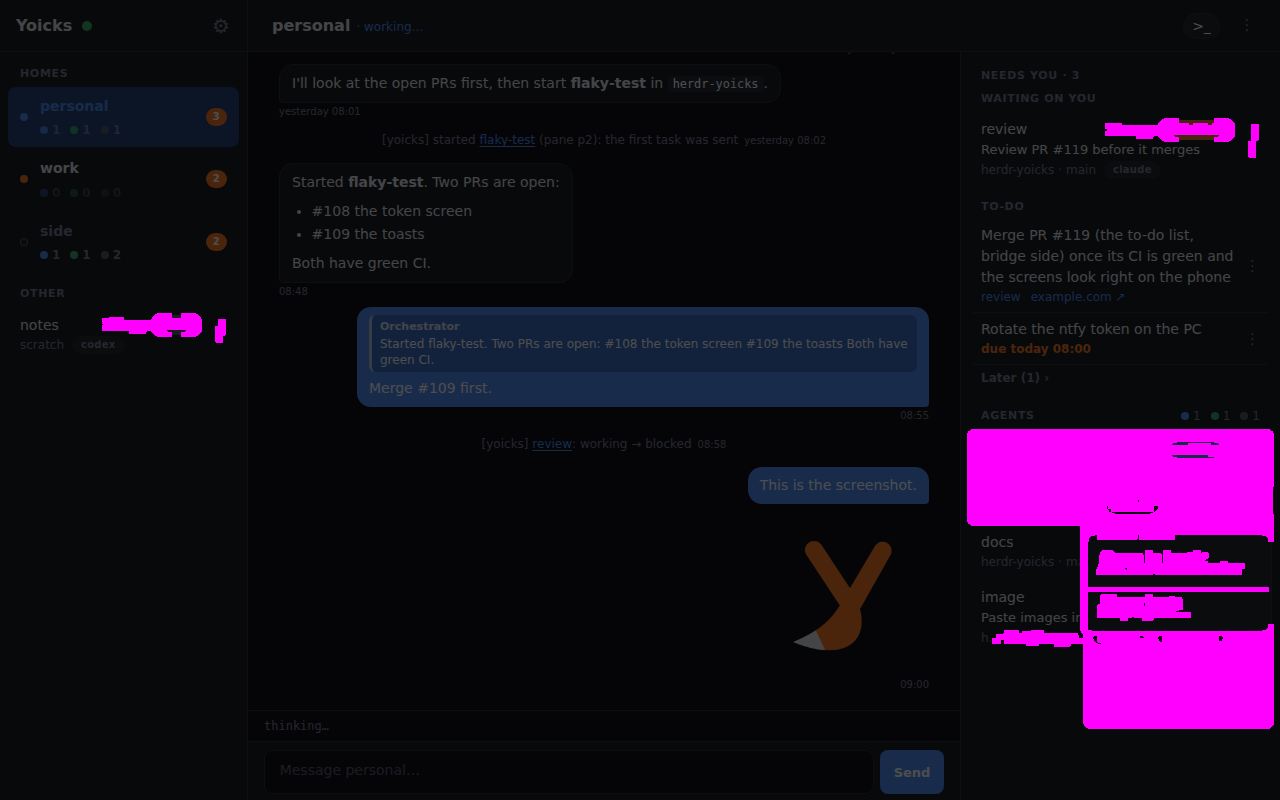 Yoicks
HOMES
personal
1 1 1
3
work
0 0 0
2
side
1 1 2
2
OTHER
notes
scratch codex
personal · working…
>_
I'll look at the open PRs first, then start flaky-test in herdr-yoicks.
yesterday 08:01
[yoicks] started flaky-test (pane p2); the first task was sent yesterday 08:02
Started flaky-test. Two PRs are open:
• #108 the token screen
• #109 the toasts
Both have green CI.
08:48
Orchestrator
Started flaky-test. Two PRs are open: #108 the token screen #109 the toasts Both have
green CI.
Merge #109 first.
08:55
[yoicks] review: working → blocked 08:58
This is the screenshot.
09:00
thinking…
Message personal…
Send
NEEDS YOU · 3
WAITING ON YOU
review
Review PR #119 before it merges
herdr-yoicks · main claude
TO-DO
Merge PR #119 (the to-do list,
bridge side) once its CI is green and
the screens look right on the phone
review example.com ↗
Rotate the ntfy token on the PC
due today 08:00
Later (1) ›
AGENTS 1 1 1
docs
herdr-yoicks · m
image
Paste images in
h